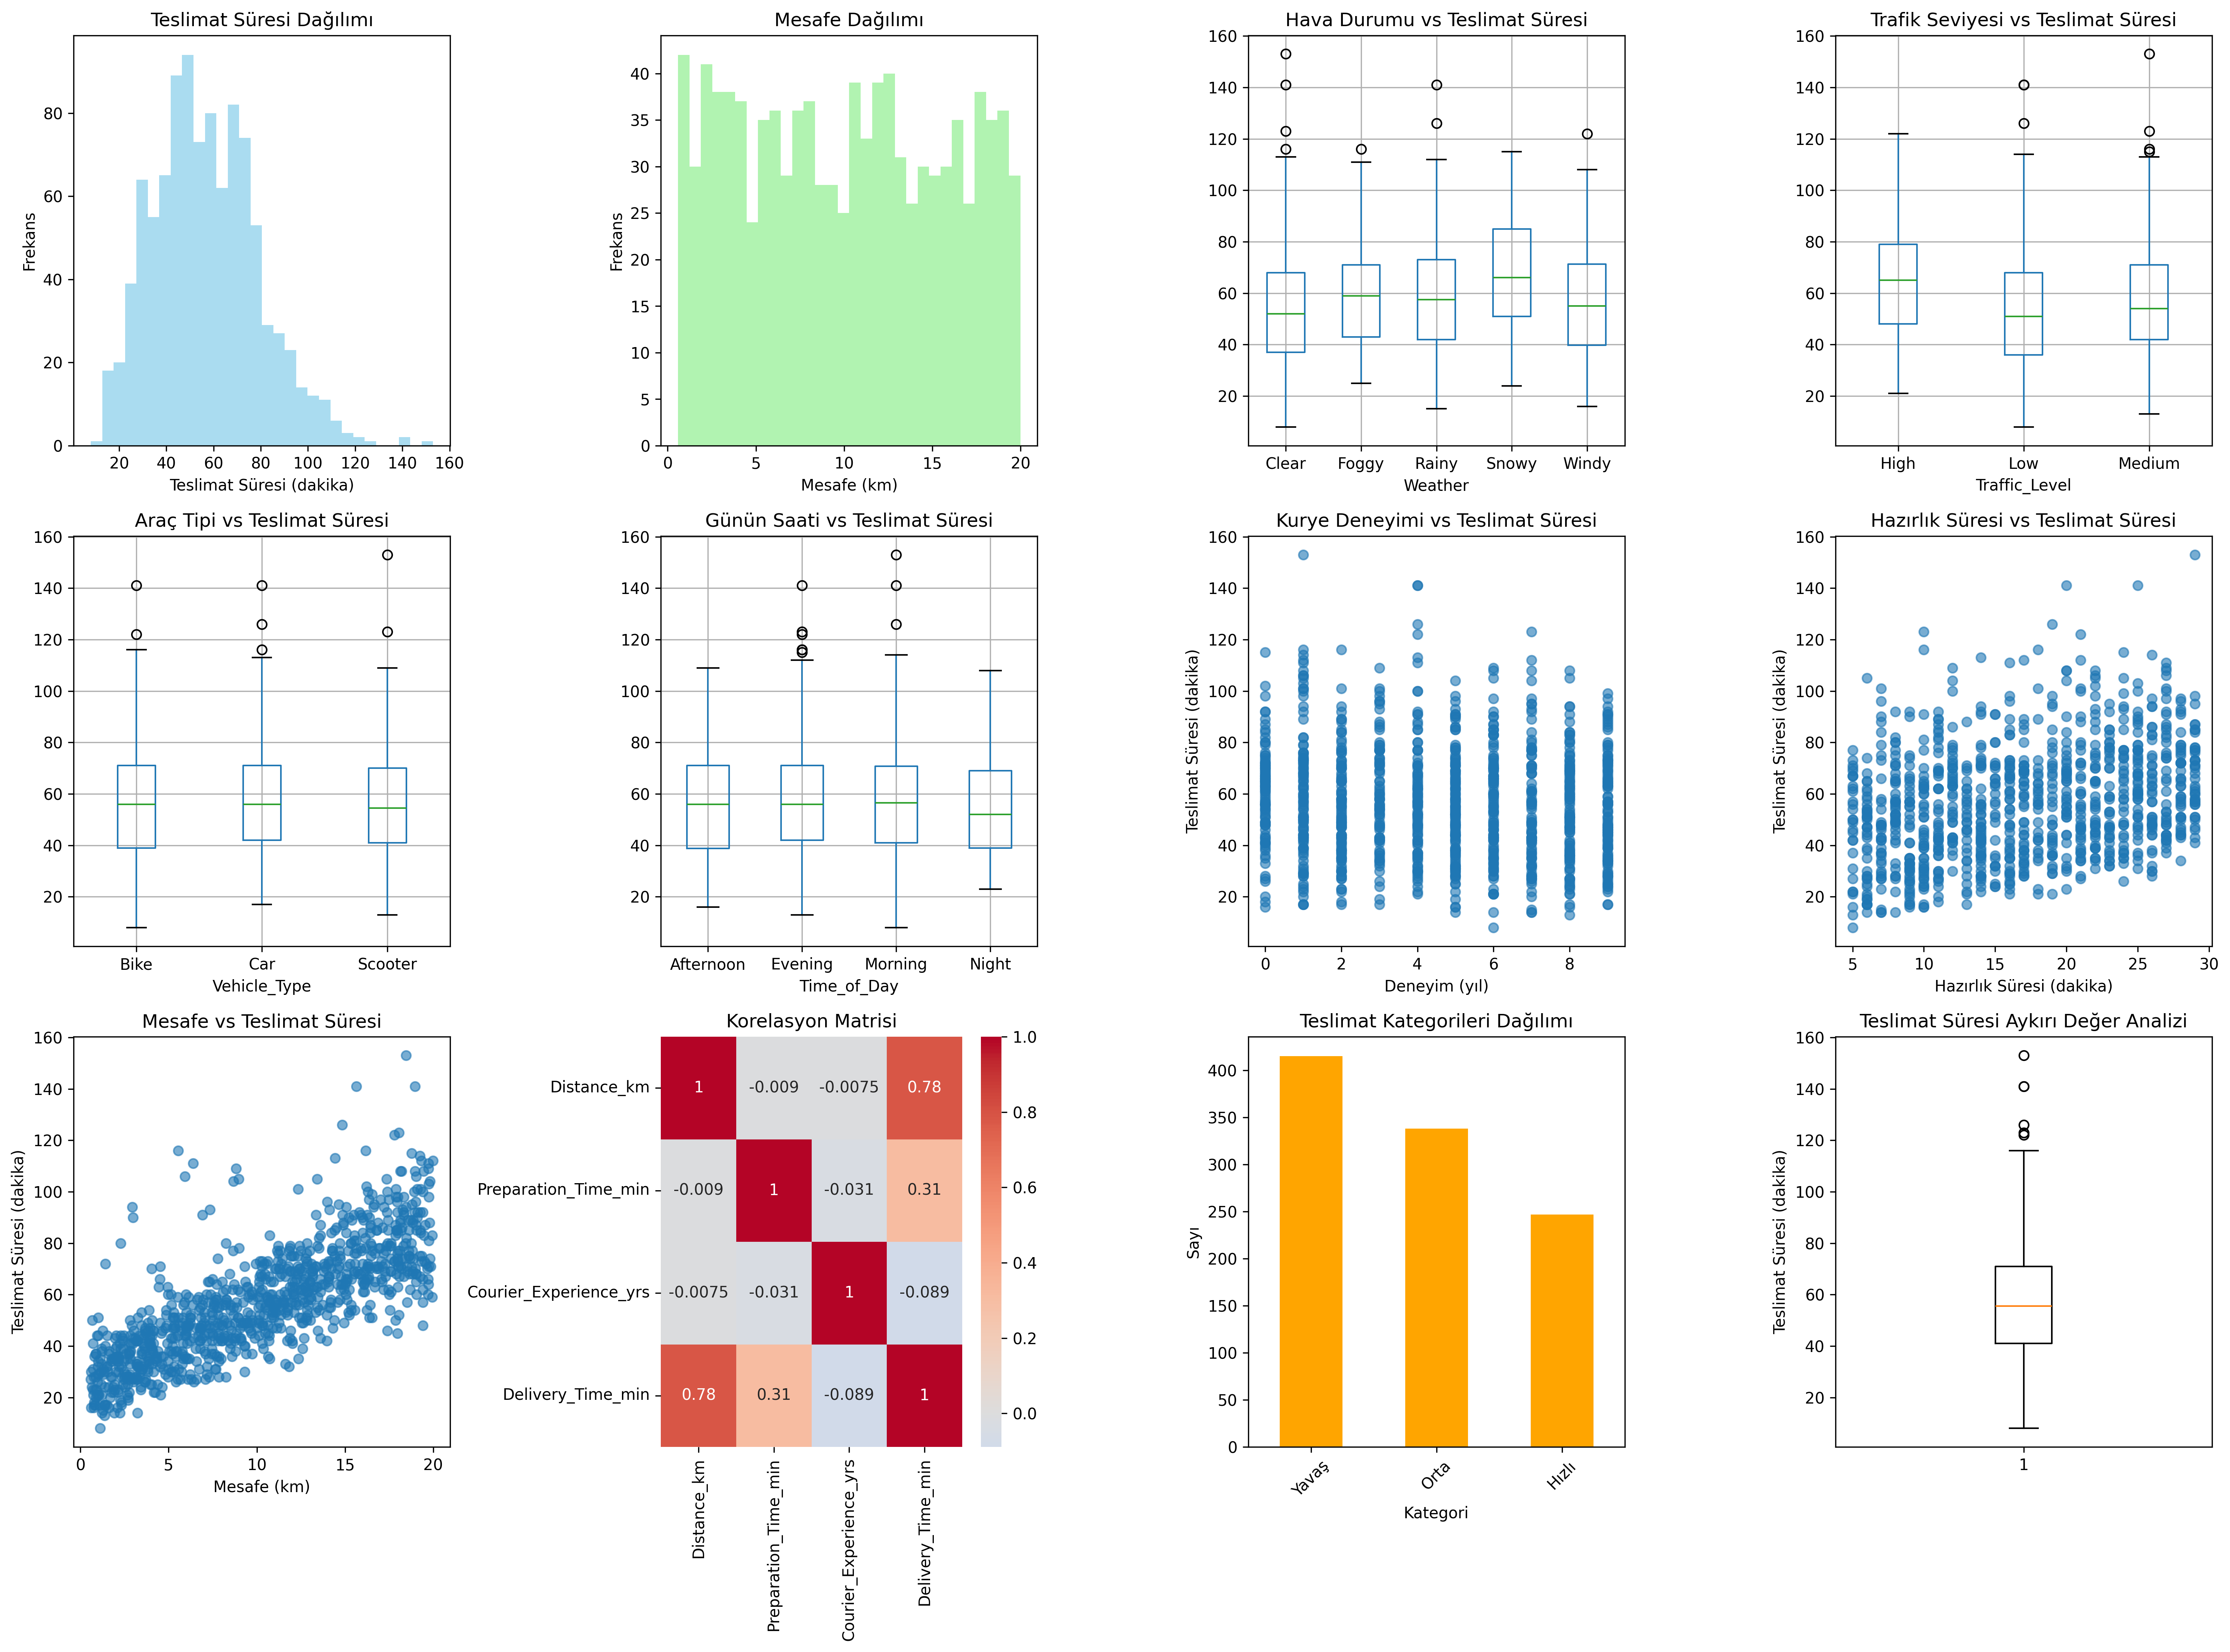 Teslimat Süresi Dağılımı
Frekans
80
60
40
20
0
20 40 60 80 100 120 140 160
Teslimat Süresi (dakika)
Mesafe Dağılımı
Frekans
40
35
30
25
20
15
10
5
0
0 5 10 15 20
Mesafe (km)
Hava Durumu vs Teslimat Süresi
160
140
120
100
80
60
40
20
Clear Foggy Rainy Snowy Windy
Weather
Trafik Seviyesi vs Teslimat Süresi
160
140
120
100
80
60
40
20
High Low Medium
Traffic_Level
Araç Tipi vs Teslimat Süresi
160
140
120
100
80
60
40
20
Bike Car Scooter
Vehicle_Type
Günün Saati vs Teslimat Süresi
160
140
120
100
80
60
40
20
Afternoon Evening Morning Night
Time_of_Day
Kurye Deneyimi vs Teslimat Süresi
Teslimat Süresi (dakika)
160
140
120
100
80
60
40
20
0 2 4 6 8
Deneyim (yıl)
Hazırlık Süresi vs Teslimat Süresi
Teslimat Süresi (dakika)
160
140
120
100
80
60
40
20
5 10 15 20 25 30
Hazırlık Süresi (dakika)
Mesafe vs Teslimat Süresi
Teslimat Süresi (dakika)
160
140
120
100
80
60
40
20
0 5 10 15 20
Mesafe (km)
Korelasyon Matrisi
Distance_km 1 -0.009 -0.0075 0.78
Preparation_Time_min -0.009 1 -0.031 0.31
Courier_Experience_yrs -0.0075 -0.031 1 -0.089
Delivery_Time_min 0.78 0.31 -0.089 1
Distance_km
Preparation_Time_min
Courier_Experience_yrs
Delivery_Time_min
1.0
0.8
0.6
0.4
0.2
0.0
Teslimat Kategorileri Dağılımı
Sayı
400
350
300
250
200
150
100
50
0
Yavaş Orta Hızlı
Kategori
Teslimat Süresi Aykırı Değer Analizi
Teslimat Süresi (dakika)
160
140
120
100
80
60
40
20
1